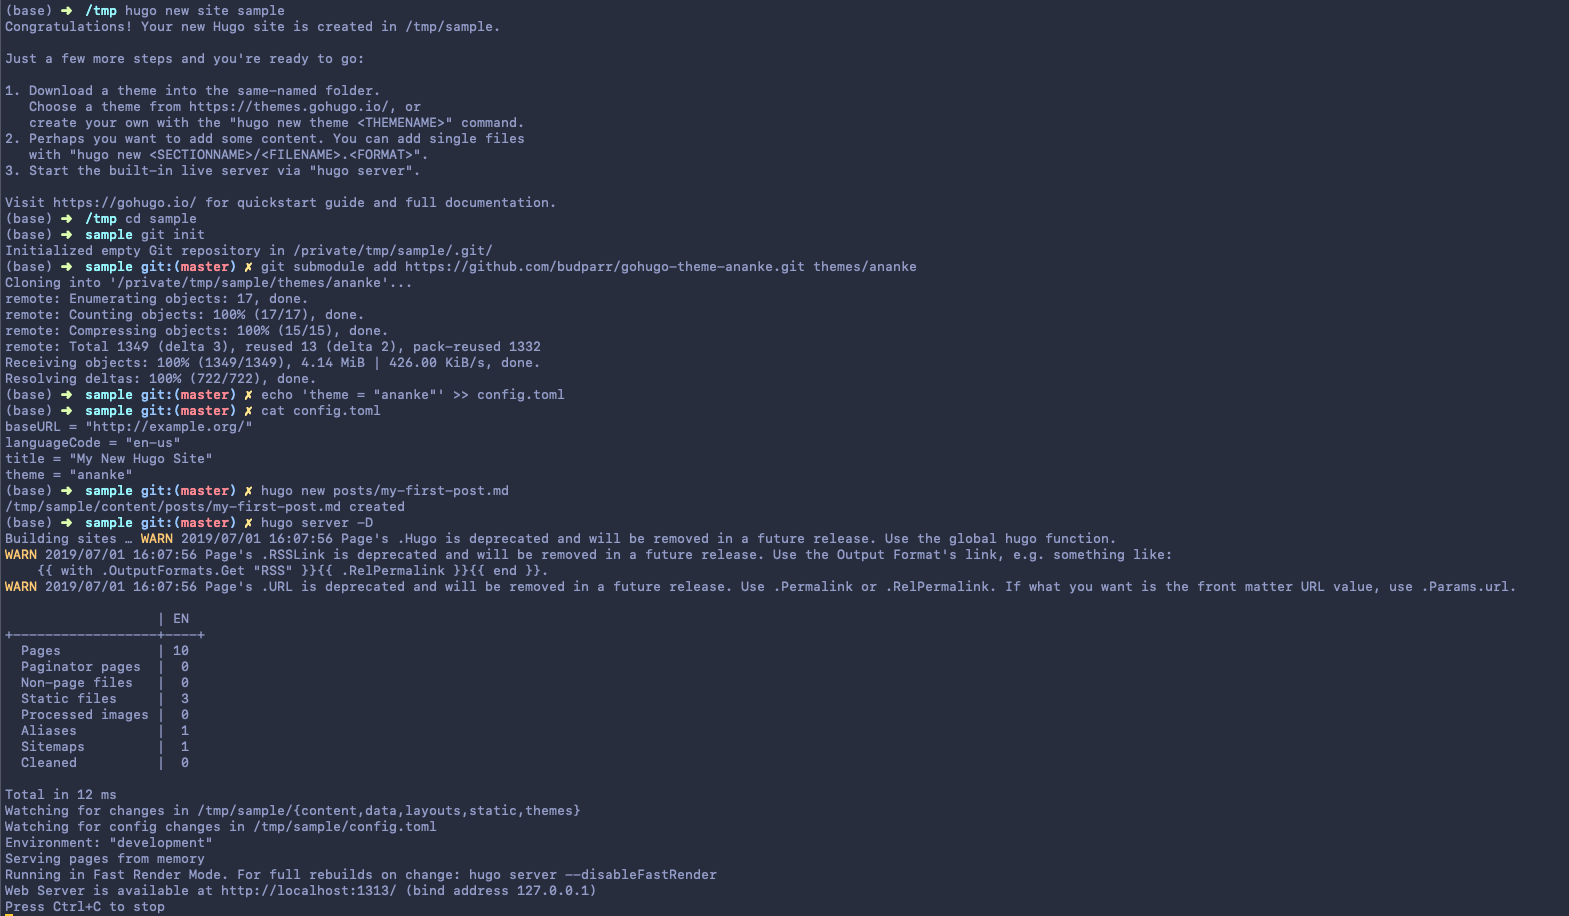 (base) ➜  /tmp hugo new site sample
Congratulations! Your new Hugo site is created in /tmp/sample.

Just a few more steps and you're ready to go:

1. Download a theme into the same-named folder.
   Choose a theme from https://themes.gohugo.io/, or
   create your own with the "hugo new theme <THEMENAME>" command.
2. Perhaps you want to add some content. You can add single files
   with "hugo new <SECTIONNAME>/<FILENAME>.<FORMAT>".
3. Start the built-in live server via "hugo server".

Visit https://gohugo.io/ for quickstart guide and full documentation.
(base) ➜  /tmp cd sample
(base) ➜  sample git init
Initialized empty Git repository in /private/tmp/sample/.git/
(base) ➜  sample git:(master) ✗ git submodule add https://github.com/budparr/gohugo-theme-ananke.git themes/ananke
Cloning into '/private/tmp/sample/themes/ananke'...
remote: Enumerating objects: 17, done.
remote: Counting objects: 100% (17/17), done.
remote: Compressing objects: 100% (15/15), done.
remote: Total 1349 (delta 3), reused 13 (delta 2), pack-reused 1332
Receiving objects: 100% (1349/1349), 4.14 MiB | 426.00 KiB/s, done.
Resolving deltas: 100% (722/722), done.
(base) ➜  sample git:(master) ✗ echo 'theme = "ananke"' >> config.toml
(base) ➜  sample git:(master) ✗ cat config.toml
baseURL = "http://example.org/"
languageCode = "en-us"
title = "My New Hugo Site"
theme = "ananke"
(base) ➜  sample git:(master) ✗ hugo new posts/my-first-post.md
/tmp/sample/content/posts/my-first-post.md created
(base) ➜  sample git:(master) ✗ hugo server -D
Building sites … WARN 2019/07/01 16:07:56 Page's .Hugo is deprecated and will be removed in a future release. Use the global hugo function.
WARN 2019/07/01 16:07:56 Page's .RSSLink is deprecated and will be removed in a future release. Use the Output Format's link, e.g. something like:
    {{ with .OutputFormats.Get "RSS" }}{{ .RelPermalink }}{{ end }}.
WARN 2019/07/01 16:07:56 Page's .URL is deprecated and will be removed in a future release. Use .Permalink or .RelPermalink. If what you want is the front matter URL value, use .Params.url.

                   | EN
+------------------+----+
  Pages            | 10
  Paginator pages  |  0
  Non-page files   |  0
  Static files     |  3
  Processed images |  0
  Aliases          |  1
  Sitemaps         |  1
  Cleaned          |  0

Total in 12 ms
Watching for changes in /tmp/sample/{content,data,layouts,static,themes}
Watching for config changes in /tmp/sample/config.toml
Environment: "development"
Serving pages from memory
Running in Fast Render Mode. For full rebuilds on change: hugo server --disableFastRender
Web Server is available at http://localhost:1313/ (bind address 127.0.0.1)
Press Ctrl+C to stop